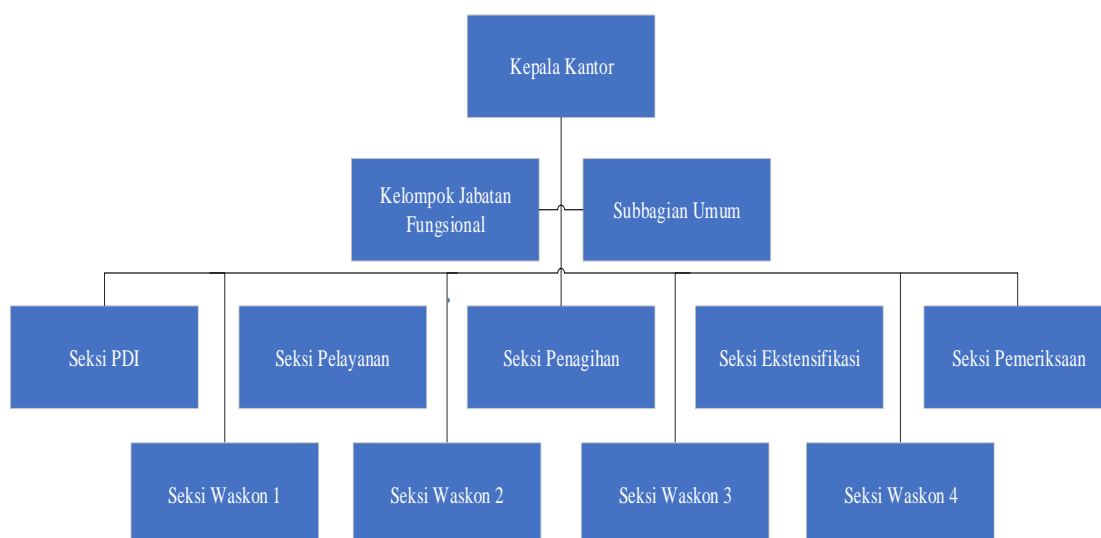 Kepala Kantor
Kelompok Jabatan
Fungsional
Subbagian Umum
Seksi PDI
Seksi Pelayanan
Seksi Penagihan
Seksi Ekstensifikasi
Seksi Pemeriksaan
Seksi Waskon 1
Seksi Waskon 2
Seksi Waskon 3
Seksi Waskon 4